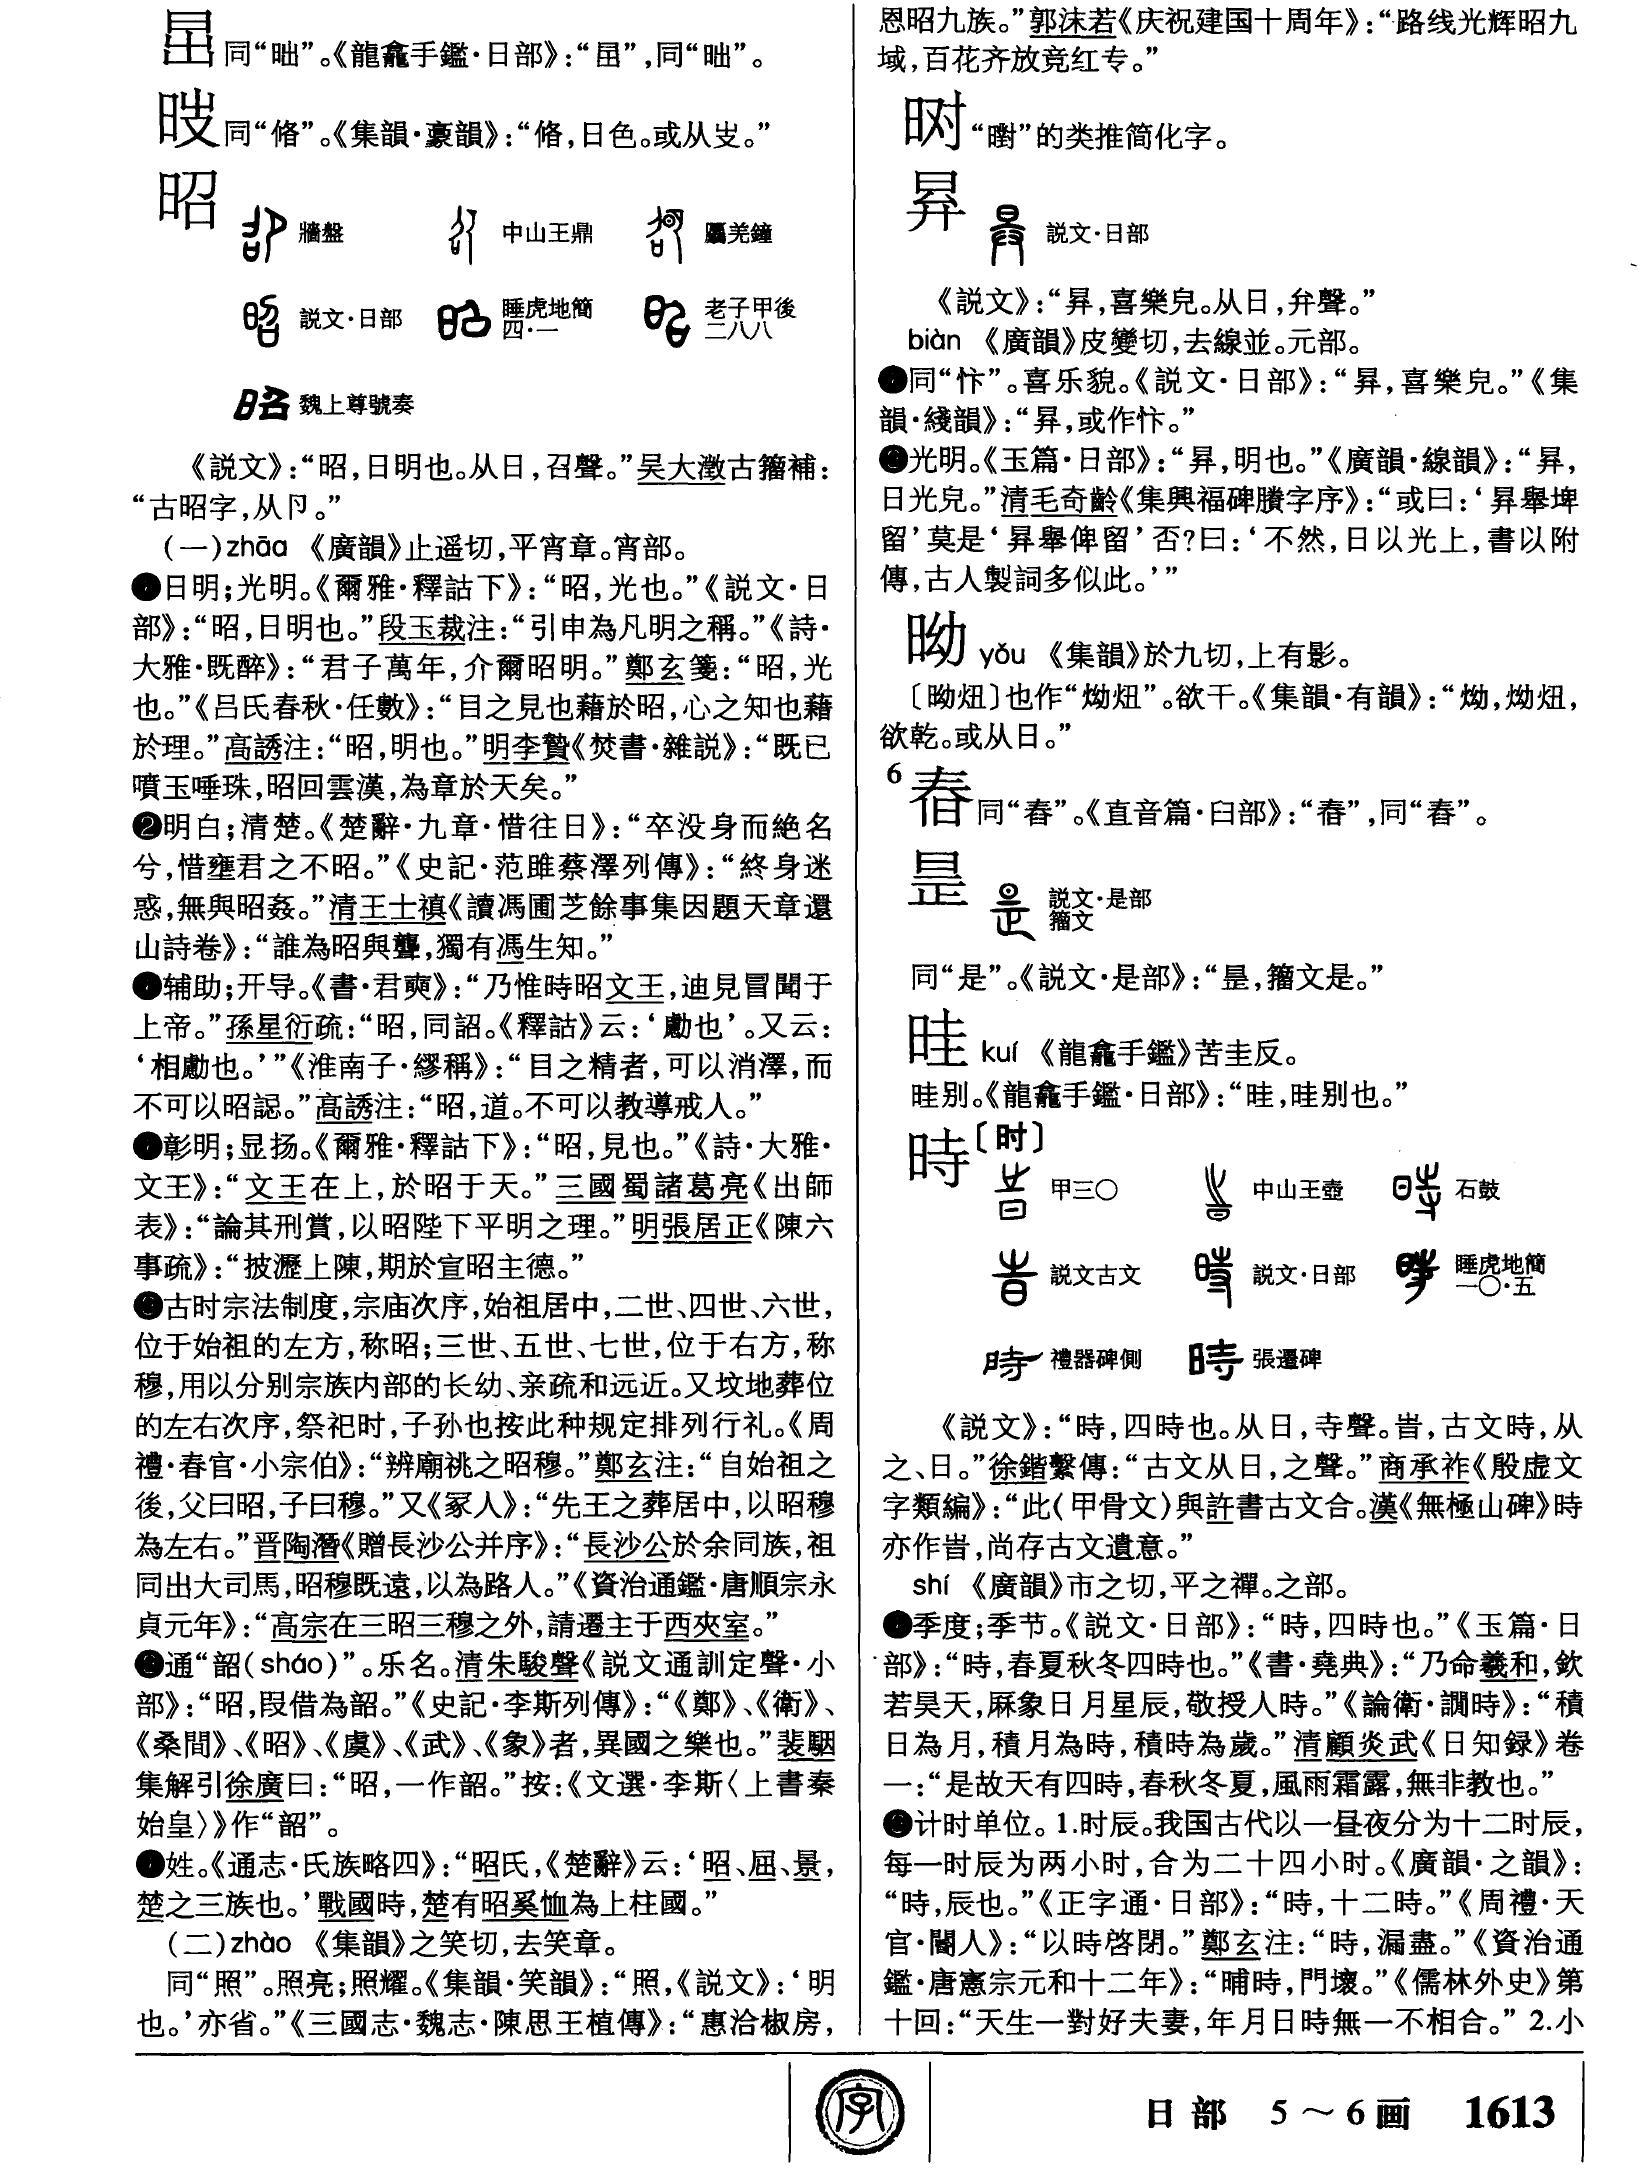 同“昢”。《龍龕手鑑·日部》：“𣅿”，同“昢”。
同“㿶”。《集韻·豪韻》：“日色。或从㞢。”
昭
牆盤 中山王鼎 𠫑羌鐘
説文·日部 睡虎地簡四·一 老子甲後二八八
魏上尊號奏
《説文》：“昭，日明也。从日，召聲。”吴大澂古籀補：
“古昭字，从卪。”
(一)zhāo 《廣韻》止遥切，平宵章。宵部。
❶日明；光明。《爾雅·釋詁下》：“昭，光也。”《説文·日
部》：“昭，日明也。”段玉裁注：“引申為凡明之稱。”《詩·
大雅·既醉》：“君子萬年，介爾昭明。”鄭玄箋：“昭，光
也。”《吕氏春秋·任數》：“目之見也藉於昭，心之知也藉
於理。”高誘注：“昭，明也。”明李贄《焚書·雜説》：“既已
噴玉唾珠，昭回雲漢，為章於天矣。”
❷明白；清楚。《楚辭·九章·惜往日》：“卒没身而絶名
兮，惜壅君之不昭。”《史記·范雎蔡澤列傳》：“終身迷
惑，無與昭姦。”清王士禛《讀馮圃芝餘事集因題天章還
山詩卷》：“誰為昭與聾，獨有馮生知。”
❸辅助；开导。《書·君奭》：“乃惟時昭文王，迪見冒聞于
上帝。”孫星衍疏：“昭，同詔。《釋詁》云：‘勴也’。又云：
‘相勴也。’”《淮南子·繆稱》：“目之精者，可以消澤，而
不可以昭誋。”高誘注：“昭，道。不可以教導戒人。”
❹彰明；显扬。《爾雅·釋詁下》：“昭，見也。”《詩·大雅·
文王》：“文王在上，於昭于天。”三國蜀諸葛亮《出師
表》：“論其刑賞，以昭陛下平明之理。”明張居正《陳六
事疏》：“披瀝上陳，期於宣昭主德。”
❺古时宗法制度，宗庙次序，始祖居中，二世、四世、六世，
位于始祖的左方，称昭；三世、五世、七世，位于右方，称
穆，用以分别宗族内部的长幼、亲疏和远近。又坟地葬位
的左右次序，祭祀时，子孙也按此种规定排列行礼。《周
禮·春官·小宗伯》：“辨廟祧之昭穆。”鄭玄注：“自始祖之
後，父曰昭，子曰穆。”又《冢人》：“先王之葬居中，以昭穆
為左右。”晋陶潛《贈長沙公并序》：“長沙公於余同族，祖
同出大司馬，昭穆既遠，以為路人。”《資治通鑑·唐順宗永
貞元年》：“高宗在三昭三穆之外，請遷主于西夾室。”
❻通“韶(sháo)”。乐名。清朱駿聲《説文通訓定聲·小
部》：“昭，叚借為韶。”《史記·李斯列傳》：“《鄭》、《衛》、
《桑間》、《昭》、《虞》、《武》、《象》者，異國之樂也。”裴駰
集解引徐廣曰：“昭，一作韶。”按：《文選·李斯〈上書秦
始皇〉》作“韶”。
❼姓。《通志·氏族略四》：“昭氏，《楚辭》云：‘昭、屈、景，
楚之三族也。’戰國時，楚有昭奚恤為上柱國。”
(二)zhào 《集韻》之笑切，去笑章。
同“照”。照亮；照耀。《集韻·笑韻》：“照，《説文》：‘明
也。’亦省。”《三國志·魏志·陳思王植傳》：“惠洽椒房，
恩昭九族。”郭沫若《庆祝建国十周年》：“路线光辉昭九
域，百花齐放竞红专。”
“㬣”的类推简化字。
昪
説文·日部
《説文》：“昪，喜樂皃。从日，弁聲。”
biàn 《廣韻》皮變切，去線並。元部。
❶同“忭”。喜乐貌。《説文·日部》：“昪，喜樂皃。”《集
韻·綫韻》：“昪，或作忭。”
❷光明。《玉篇·日部》：“昪，明也。”《廣韻·線韻》：“昪，
日光皃。”清毛奇齡《集興福碑賸字序》：“或曰：‘昪舉埤
留’莫是‘昪舉俾留’否？曰：‘不然，日以光上，書以附
傳，古人製詞多似此。’”
㫤 yǒu 《集韻》於九切，上有影。
〔㫤炄〕也作“㶭炄”。欲干。《集韻·有韻》：“㶭，㶭炄，
欲乾。或从日。”
6
同“舂”。《直音篇·臼部》：“㫪”，同“舂”。
昰
説文·是部籀文
同“是”。《説文·是部》：“昰，籀文是。”
晆 kuí 《龍龕手鑑》苦圭反。
晆别。《龍龕手鑑·日部》：“晆，晆别也。”
時〔时〕
甲三〇 中山王壺 石鼓
説文古文 説文·日部 睡虎地簡一〇·五
禮器碑側 張遷碑
《説文》：“時，四時也。从日，寺聲。旹，古文時，从
之、日。”徐鍇繫傳：“古文从日，之聲。”商承祚《殷虚文
字類編》：“此（甲骨文）與許書古文合。漢《無極山碑》時
亦作旹，尚存古文遺意。”
shí 《廣韻》市之切，平之禪。之部。
❶季度；季节。《説文·日部》：“時，四時也。”《玉篇·日
部》：“時，春夏秋冬四時也。”《書·堯典》：“乃命羲和，欽
若昊天，厤象日月星辰，敬授人時。”《論衡·讕時》：“積
日為月，積月為時，積時為歲。”清顧炎武《日知録》卷
一：“是故天有四時，春秋冬夏，風雨霜露，無非教也。”
❷计时单位。1.时辰。我国古代以一昼夜分为十二时辰，
每一时辰为两小时，合为二十四小时。《廣韻·之韻》：
“時，辰也。”《正字通·日部》：“時，十二時。”《周禮·天
官·閽人》：“以時啓閉。”鄭玄注：“時，漏盡。”《資治通
鑑·唐憲宗元和十二年》：“晡時，門壞。”《儒林外史》第
十回：“天生一對好夫妻，年月日時無一不相合。”2.小
字
日部 5～6画 1613